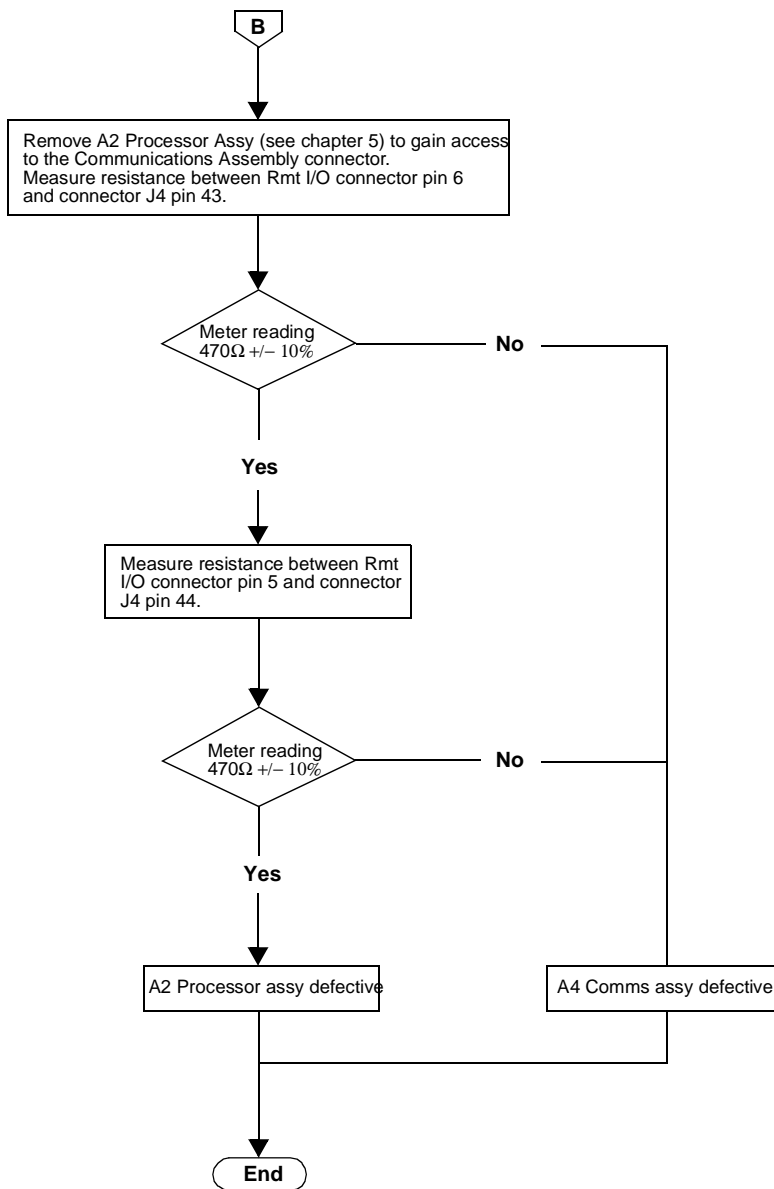 B
Remove A2 Processor Assy (see chapter 5) to gain access
to the Communications Assembly connector.
Measure resistance between Rmt I/O connector pin 6
and connector J4 pin 43.
Meter reading
470Ω +/− 10%
No
Yes
Measure resistance between Rmt
I/O connector pin 5 and connector
J4 pin 44.
Meter reading
470Ω +/− 10%
No
Yes
A2 Processor assy defective
A4 Comms assy defective
End